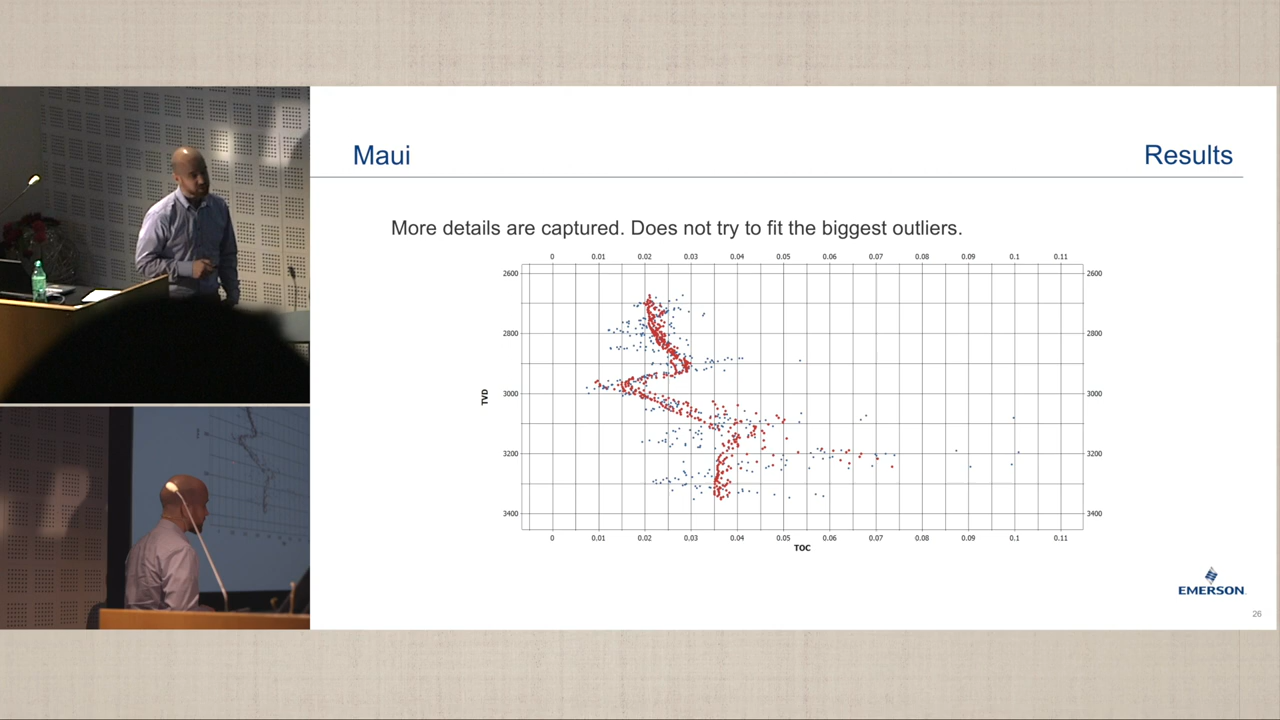 Maui
Results
More details are captured. Does not try to fit the biggest outliers.
0 0.01 0.02 0.03 0.04 0.05 0.06 0.07 0.08 0.09 0.1 0.11
2600 2600
2800 2800
TVD
3000 3000
3200 3200
3400 3400
0 0.01 0.02 0.03 0.04 0.05 0.06 0.07 0.08 0.09 0.1 0.11
TOC
EMERSON
26